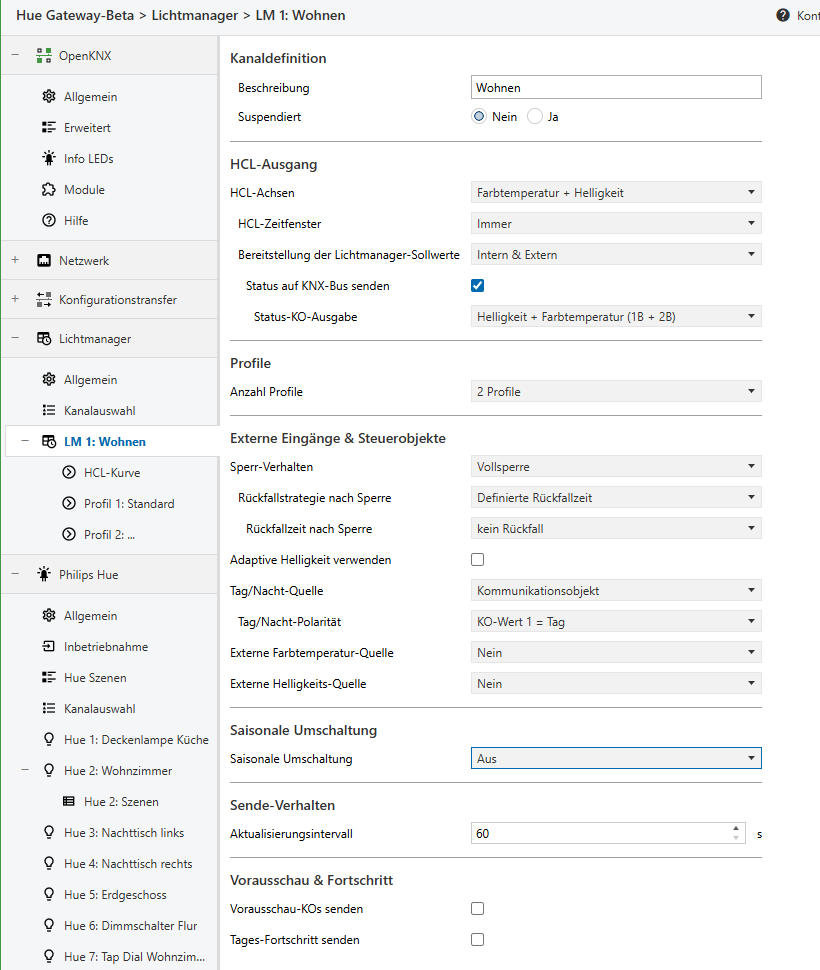 Hue Gateway-Beta > Lichtmanager > LM 1: Wohnen
Kont
OpenKNX
Allgemein
Erweitert
Info LEDs
Module
Hilfe
Netzwerk
Konfigurationstransfer
Lichtmanager
Allgemein
Kanalauswahl
LM 1: Wohnen
HCL-Kurve
Profil 1: Standard
Profil 2: ...
Philips Hue
Allgemein
Inbetriebnahme
Hue Szenen
Kanalauswahl
Hue 1: Deckenlampe Küche
Hue 2: Wohnzimmer
Hue 2: Szenen
Hue 3: Nachttisch links
Hue 4: Nachttisch rechts
Hue 5: Erdgeschoss
Hue 6: Dimmschalter Flur
Hue 7: Tap Dial Wohnzim...
Kanaldefinition
Beschreibung Wohnen
Suspendiert Nein Ja
HCL-Ausgang
HCL-Achsen Farbtemperatur + Helligkeit
HCL-Zeitfenster Immer
Bereitstellung der Lichtmanager-Sollwerte Intern & Extern
Status auf KNX-Bus senden
Status-KO-Ausgabe Helligkeit + Farbtemperatur (1B + 2B)
Profile
Anzahl Profile 2 Profile
Externe Eingänge & Steuerobjekte
Sperr-Verhalten Vollsperre
Rückfallstrategie nach Sperre Definierte Rückfallzeit
Rückfallzeit nach Sperre kein Rückfall
Adaptive Helligkeit verwenden
Tag/Nacht-Quelle Kommunikationsobjekt
Tag/Nacht-Polarität KO-Wert 1 = Tag
Externe Farbtemperatur-Quelle Nein
Externe Helligkeits-Quelle Nein
Saisonale Umschaltung
Saisonale Umschaltung Aus
Sende-Verhalten
Aktualisierungsintervall 60 s
Vorausschau & Fortschritt
Vorausschau-KOs senden
Tages-Fortschritt senden